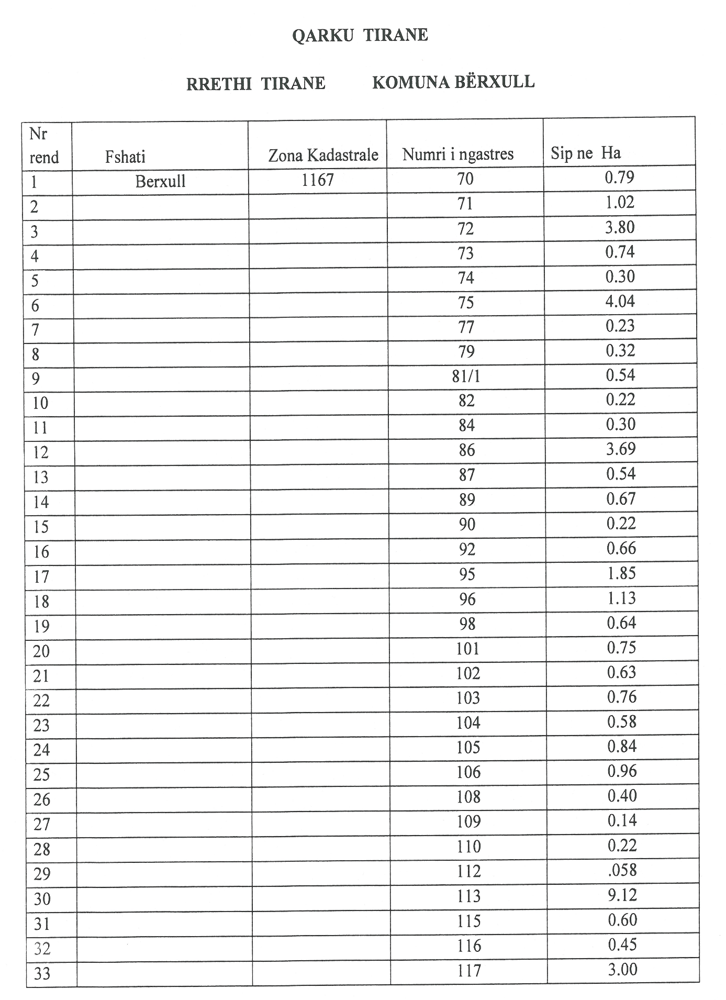 QARKU TIRANE
RRETHI TIRANE KOMUNA BËRXULL
Nr rend Fshati Zona Kadastrale Numri i ngastres Sip ne Ha
1 Berxull 1167 70 0.79
2 71 1.02
3 72 3.80
4 73 0.74
5 74 0.30
6 75 4.04
7 77 0.23
8 79 0.32
9 81/1 0.54
10 82 0.22
11 84 0.30
12 86 3.69
13 87 0.54
14 89 0.67
15 90 0.22
16 92 0.66
17 95 1.85
18 96 1.13
19 98 0.64
20 101 0.75
21 102 0.63
22 103 0.76
23 104 0.58
24 105 0.84
25 106 0.96
26 108 0.40
27 109 0.14
28 110 0.22
29 112 .058
30 113 9.12
31 115 0.60
32 116 0.45
33 117 3.00